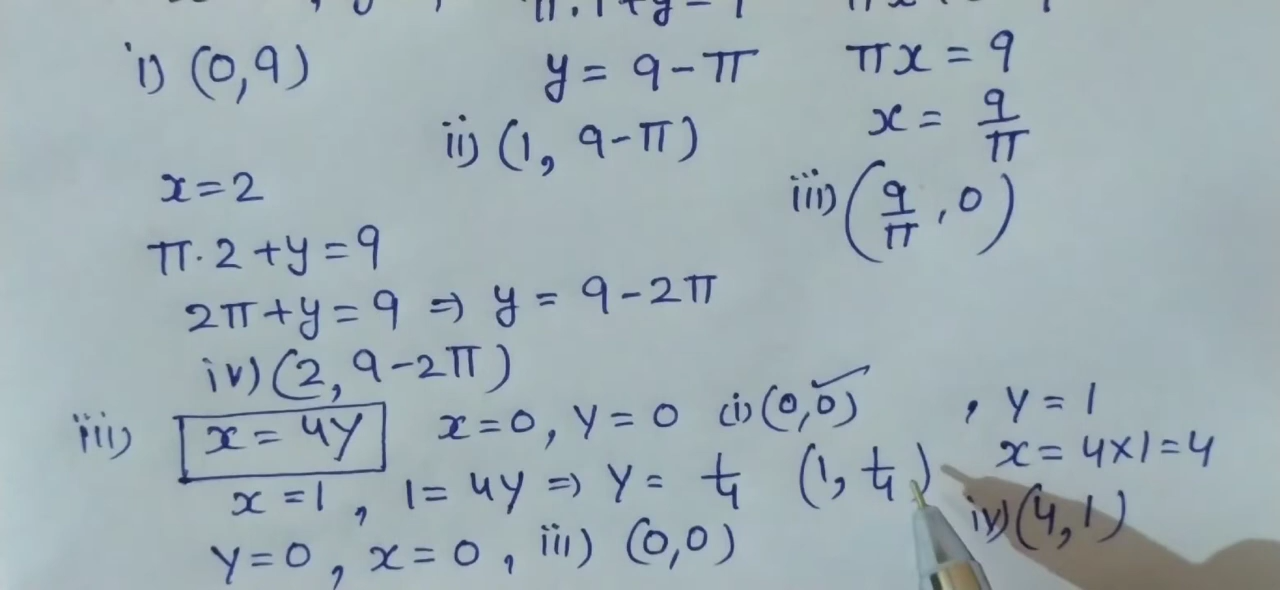 π.1+y=9
i) (0,9)
y = 9-π
ii) (1, 9-π)
πx = 9
x = 9/π
iii) (9/π, 0)
x=2
π.2+y=9
2π+y=9 ⇒ y = 9-2π
iv) (2, 9-2π)
iii) x = 4y x=0, y=0 (i) (0,0) ✓, y=1
x=1, 1=4y ⇒ y = 1/4 (1, 1/4) x=4×1=4
y=0, x=0, iii) (0,0) iv) (4,1)